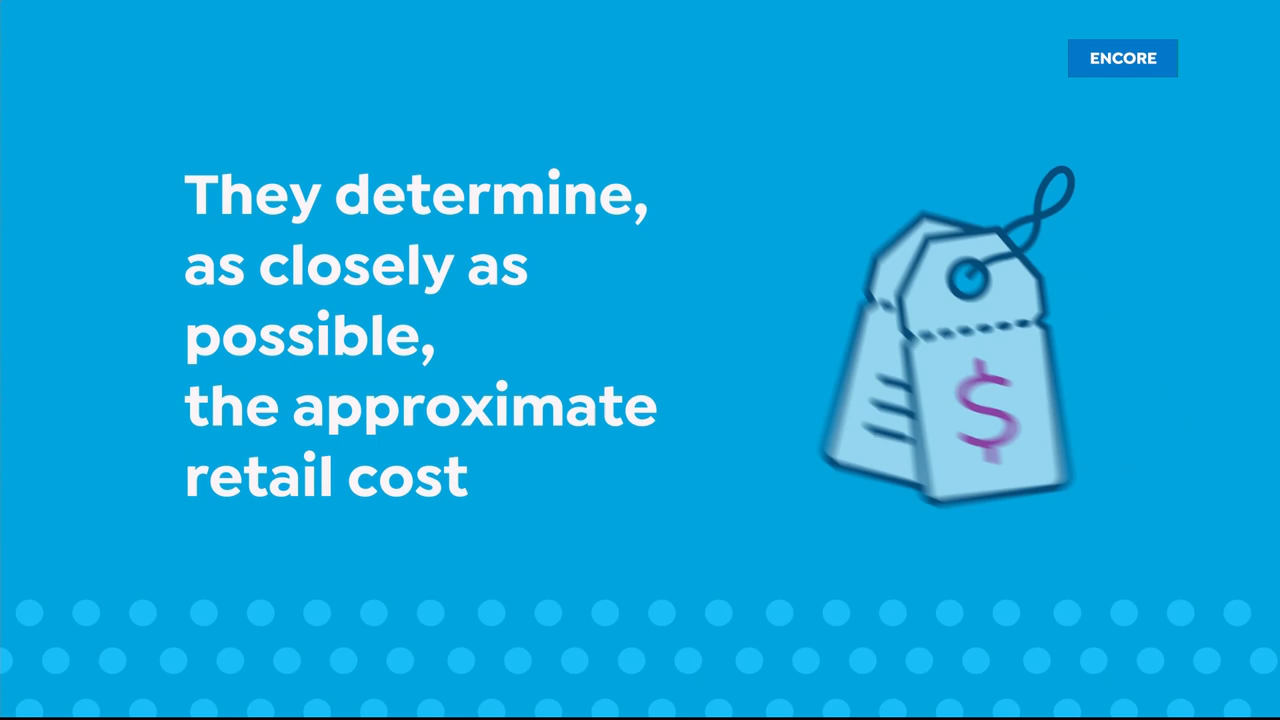 ENCORE
They determine,
as closely as
possible,
the approximate
retail cost
$